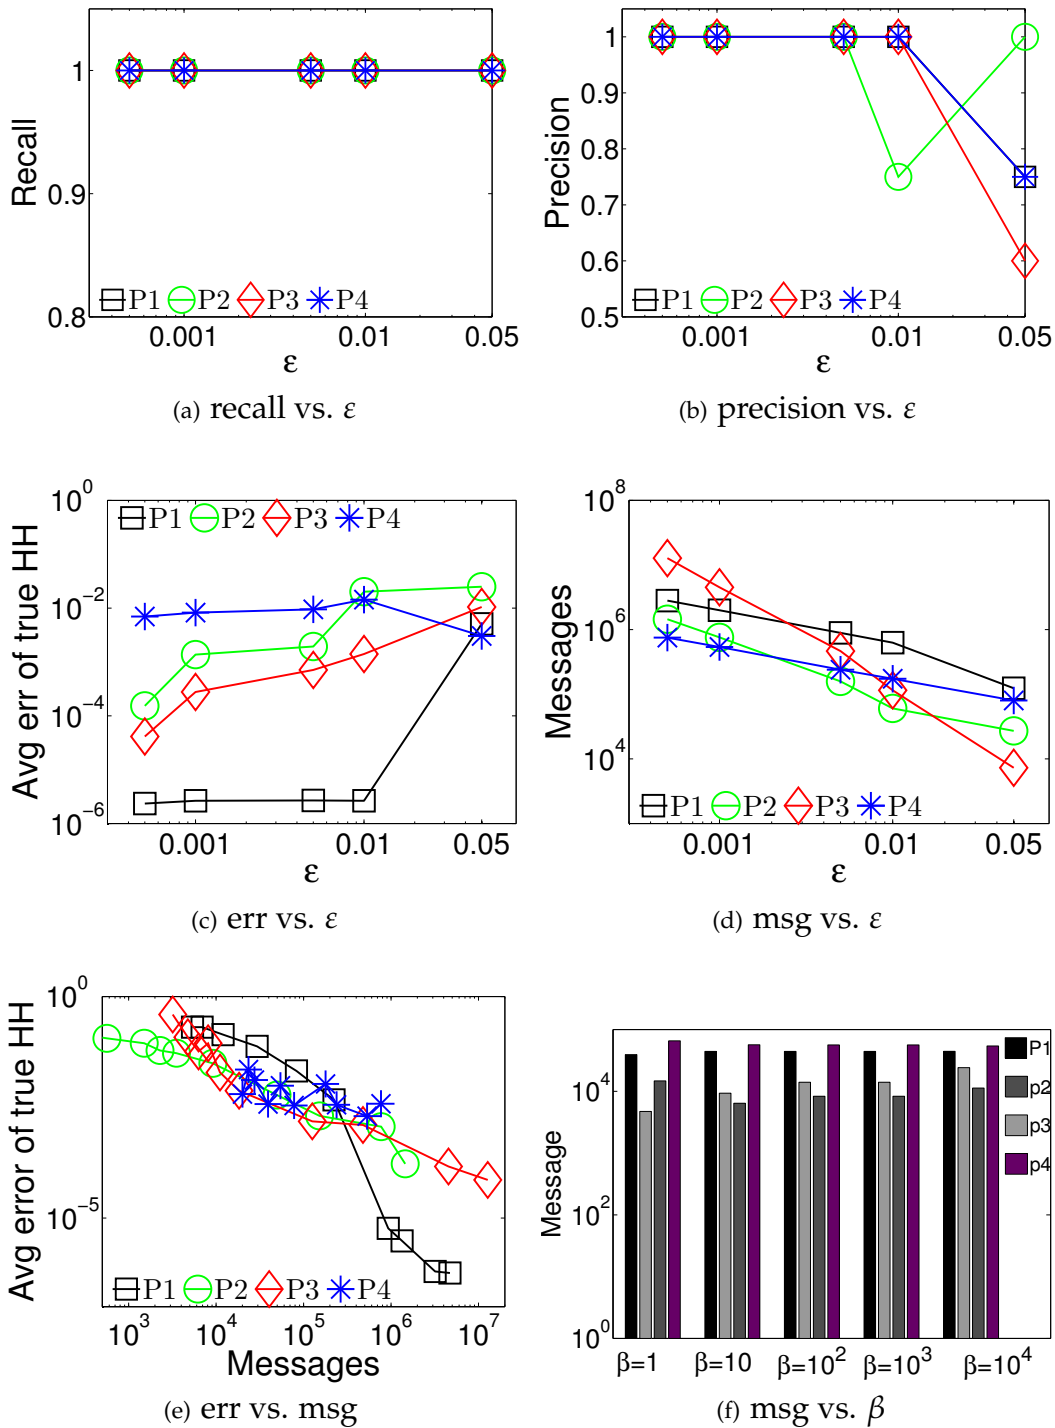 1
0.9
0.8
Recall
P1 P2 P3 P4
0.001 0.01 0.05
ε
(a) recall vs. ε
1
0.9
0.8
0.7
0.6
0.5
Precision
P1 P2 P3 P4
0.001 0.01 0.05
ε
(b) precision vs. ε
10^0
10^−2
10^−4
10^−6
Avg err of true HH
P1 P2 P3 P4
0.001 0.01 0.05
ε
(c) err vs. ε
10^8
10^6
10^4
Messages
P1 P2 P3 P4
0.001 0.01 0.05
ε
(d) msg vs. ε
10^0
10^−5
Avg error of true HH
P1 P2 P3 P4
10^3 10^4 10^5 10^6 10^7
Messages
(e) err vs. msg
10^4
10^2
10^0
Message
P1
p2
p3
p4
β=1 β=10 β=10^2 β=10^3 β=10^4
(f) msg vs. β